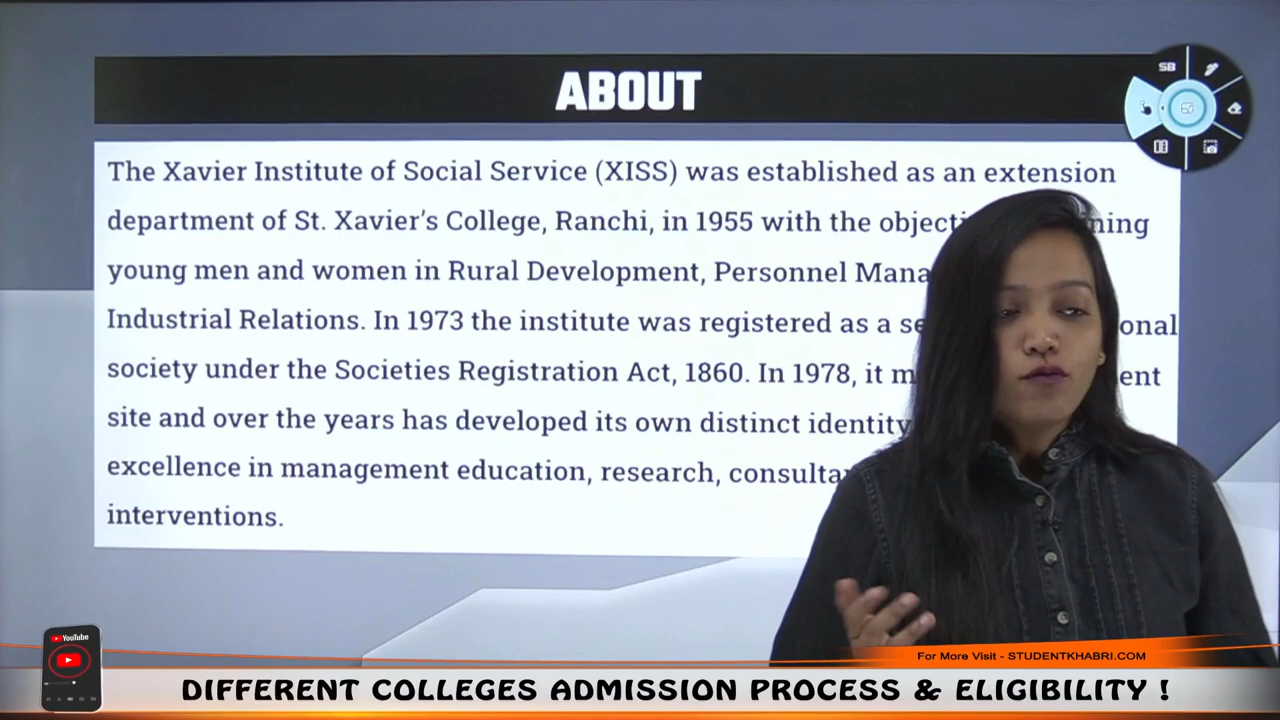 ABOUT
SB
The Xavier Institute of Social Service (XISS) was established as an extension
department of St. Xavier's College, Ranchi, in 1955 with the
young men and women in Rural Development, Personnel
Industrial Relations. In 1973 the institute was registered as a
society under the Societies Registration Act, 1860. In 1978, it
site and over the years has developed its own distinct identity
excellence in management education, research,
interventions.
YouTube
For More Visit - STUDENTKHABRI.COM
DIFFERENT COLLEGES ADMISSION PROCESS & ELIGIBILITY !